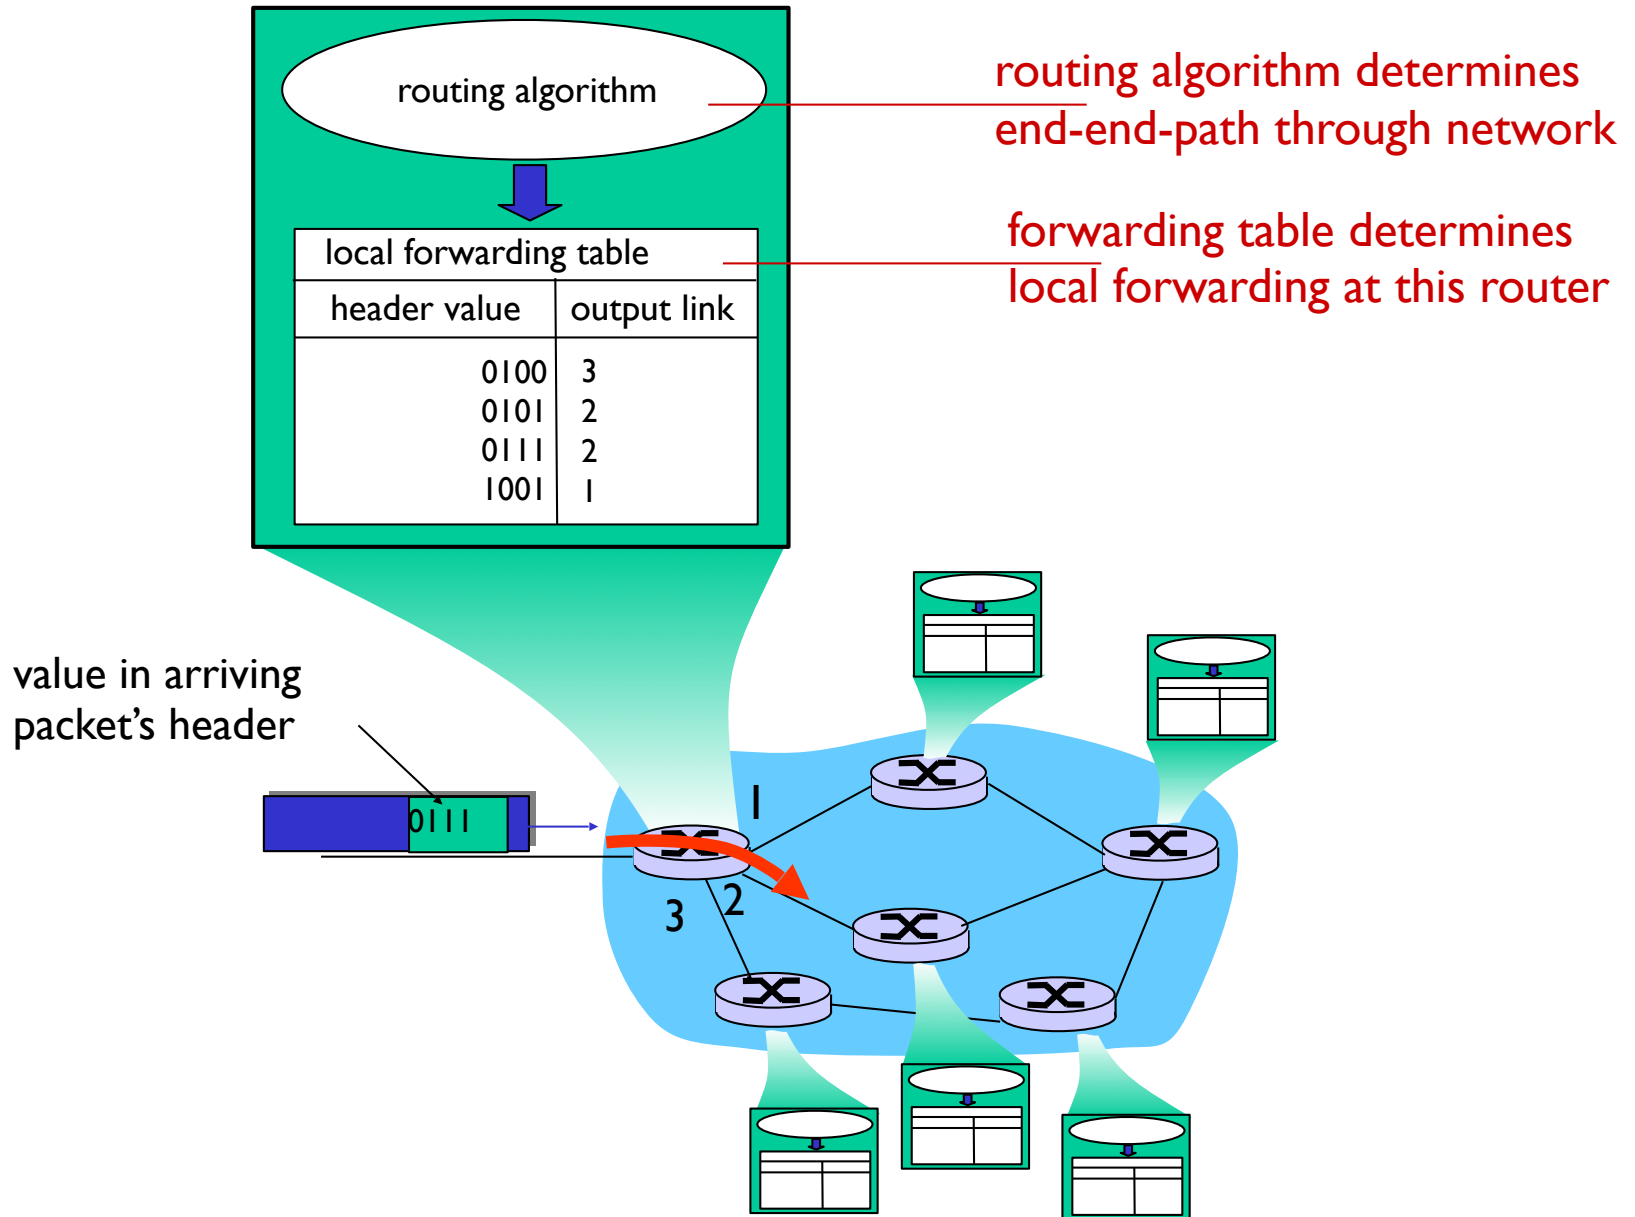 routing algorithm
routing algorithm determines
end-end-path through network
local forwarding table
forwarding table determines
local forwarding at this router
header value output link
0100 3
0101 2
0111 2
1001 1
value in arriving
packet’s header
0111
1
2
3